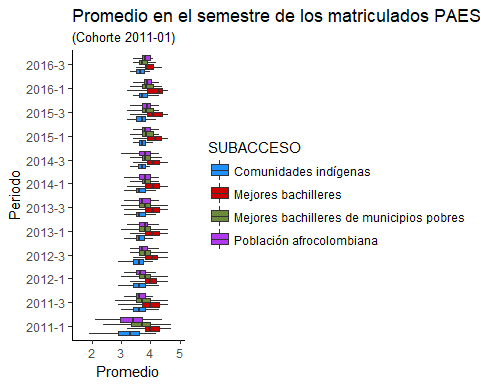 Promedio en el semestre de los matriculados PAES
(Cohorte 2011-01)
Periodo
2016-3
2016-1
2015-3
2015-1
2014-3
2014-1
2013-3
2013-1
2012-3
2012-1
2011-3
2011-1
2 3 4 5
Promedio
SUBACCESO
Comunidades indígenas
Mejores bachilleres
Mejores bachilleres de municipios pobres
Población afrocolombiana